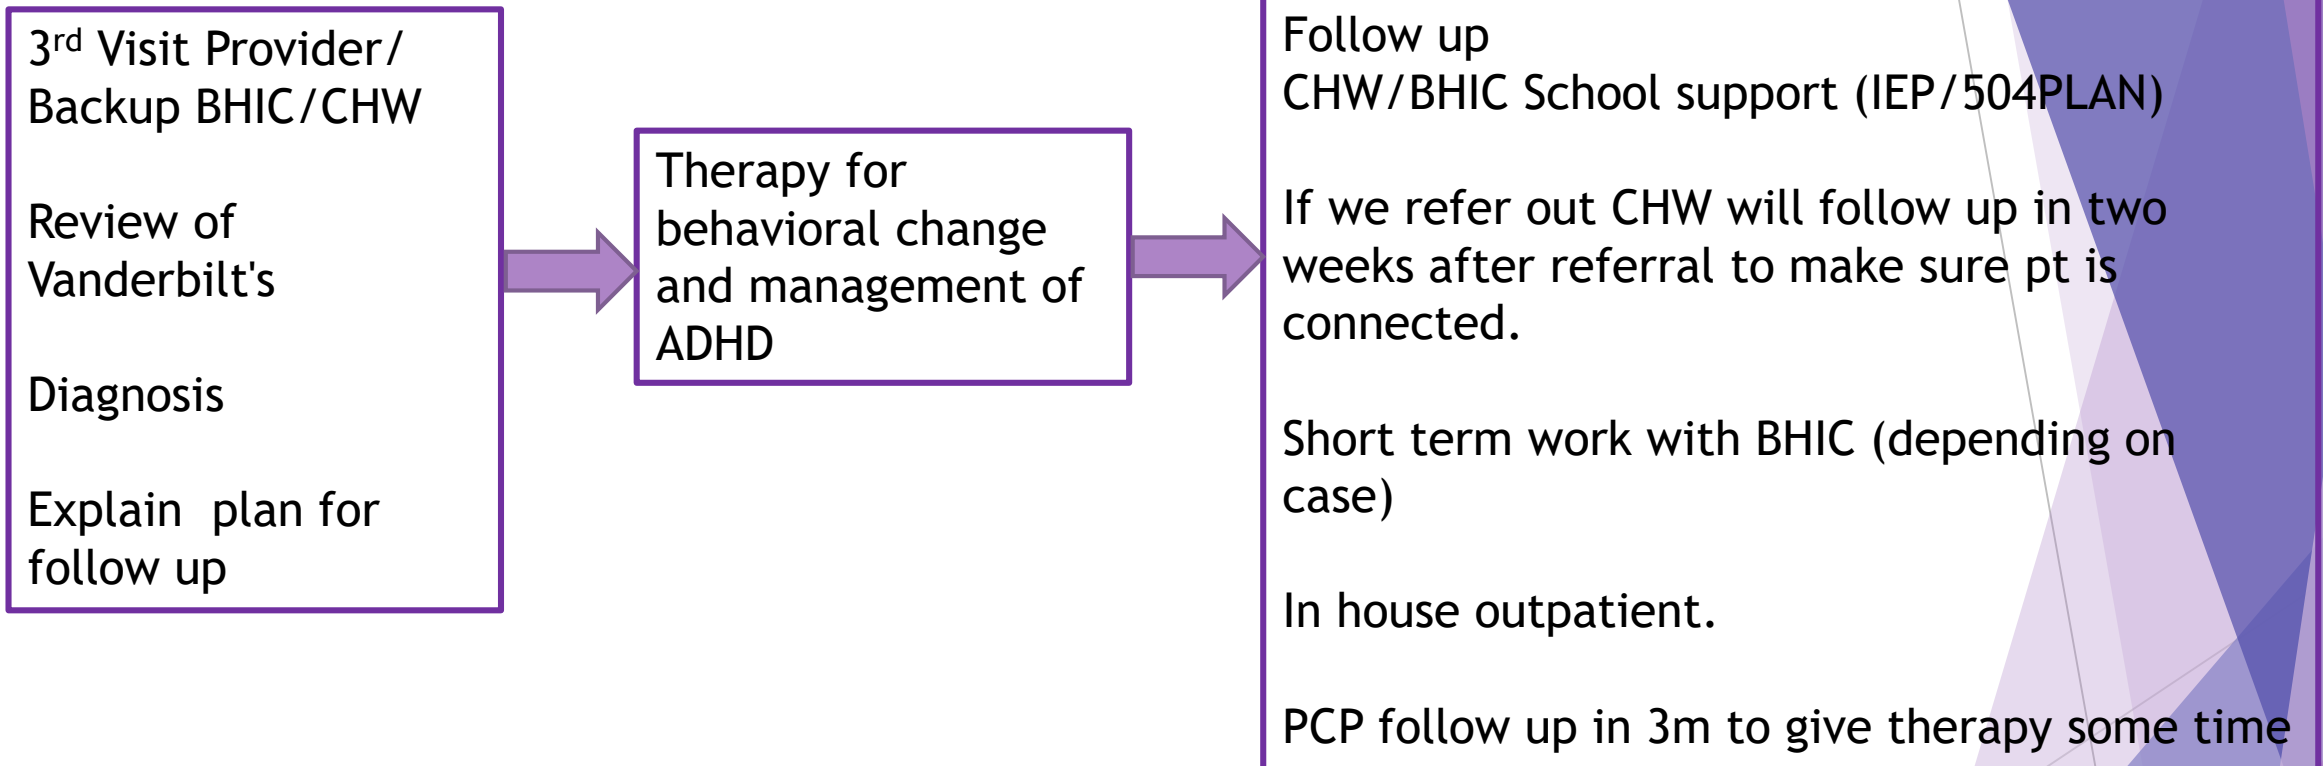 3rd Visit Provider/
Backup BHIC/CHW
Review of
Vanderbilt's
Diagnosis
Explain  plan for
follow up
Therapy for
behavioral change
and management of
ADHD
Follow up
CHW/BHIC School support (IEP/504PLAN)
If we refer out CHW will follow up in two
weeks after referral to make sure pt is
connected.
Short term work with BHIC (depending on
case)
In house outpatient.
PCP follow up in 3m to give therapy some time